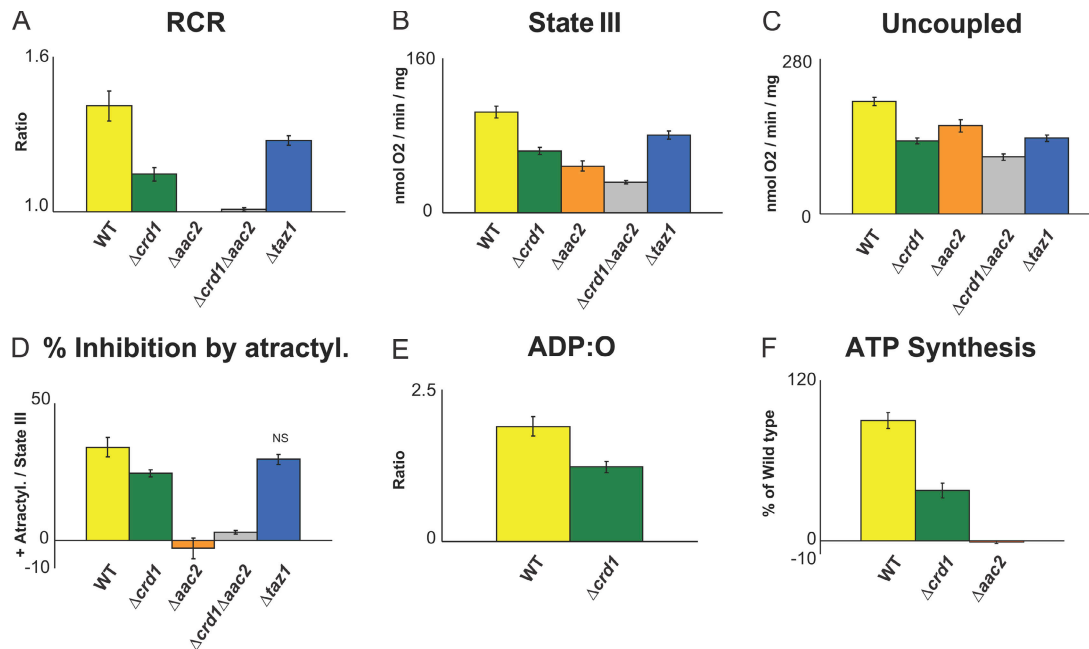 A RCR
1.6
Ratio
1.0
WT
Δcrd1
Δaac2
Δcrd1Δaac2
Δtaz1
B State III
160
nmol O2 / min / mg
0
WT
Δcrd1
Δaac2
Δcrd1Δaac2
Δtaz1
C Uncoupled
280
nmol O2 / min / mg
0
WT
Δcrd1
Δaac2
Δcrd1Δaac2
Δtaz1
D % Inhibition by atractyl.
50
+ Atractyl. / State III
NS
0
-10
WT
Δcrd1
Δaac2
Δcrd1Δaac2
Δtaz1
E ADP:O
2.5
Ratio
0
WT
Δcrd1
F ATP Synthesis
120
% of Wild type
0
-10
WT
Δcrd1
Δaac2